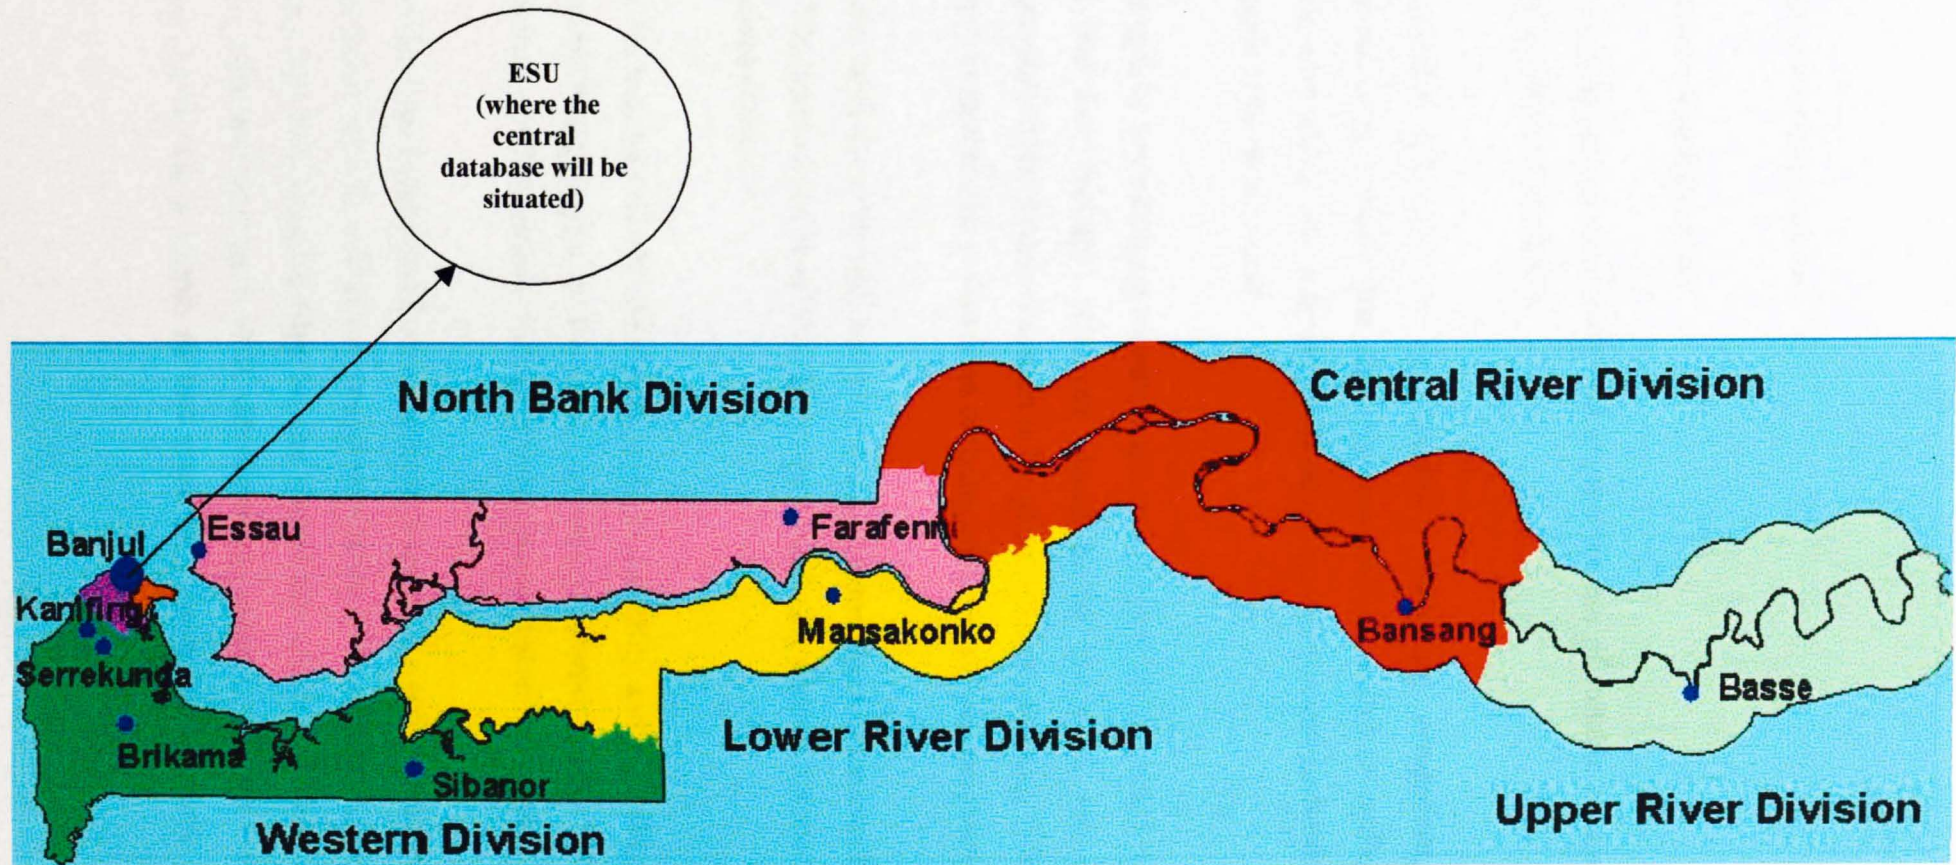 ESU
(where the
central
database will be
situated)
North Bank Division
Central River Division
Essau
Farafenni
Banjul
Kanifing
Mansakonko
Bansang
Serrekunda
Basse
Lower River Division
Brikama
Sibanor
Upper River Division
Western Division